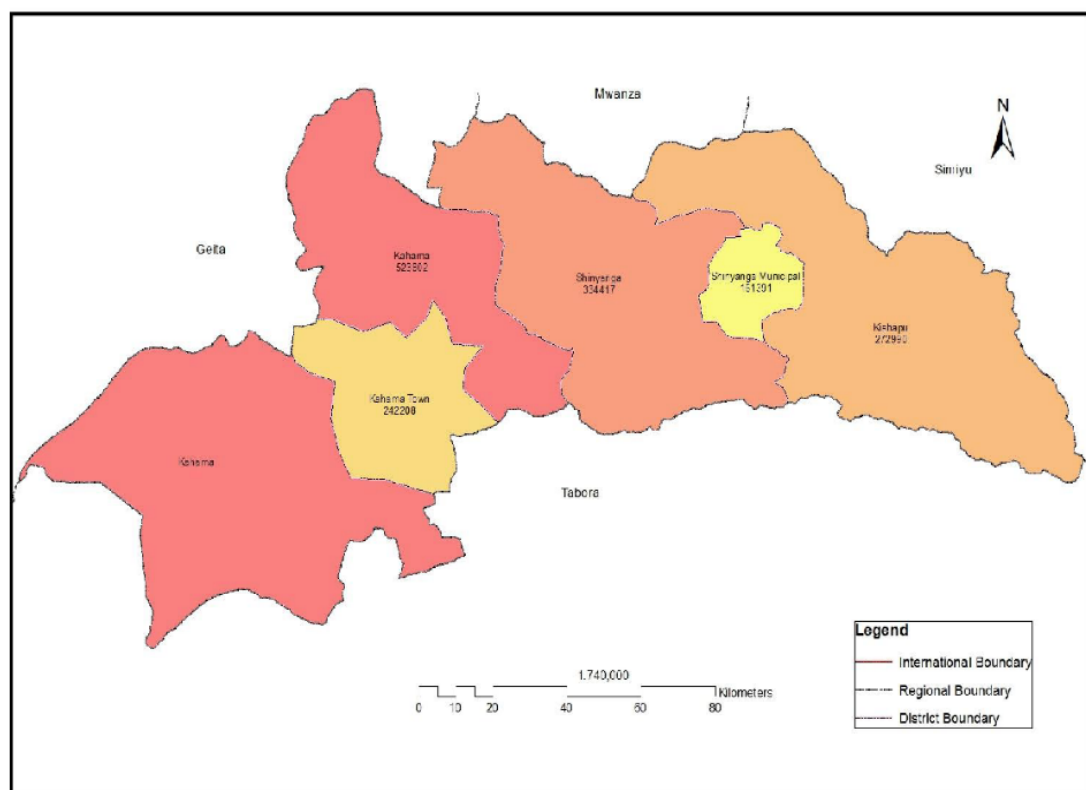 Mwanza
N
Simiyu
Geita
Kahama
523802
Shinyanga
334417
Shinyanga Municipal
161391
Kishapu
272990
Kahama Town
242208
Kahama
Tabora
Legend
International Boundary
Regional Boundary
District Boundary
1:740,000
Kilometers
0 10 20 40 60 80